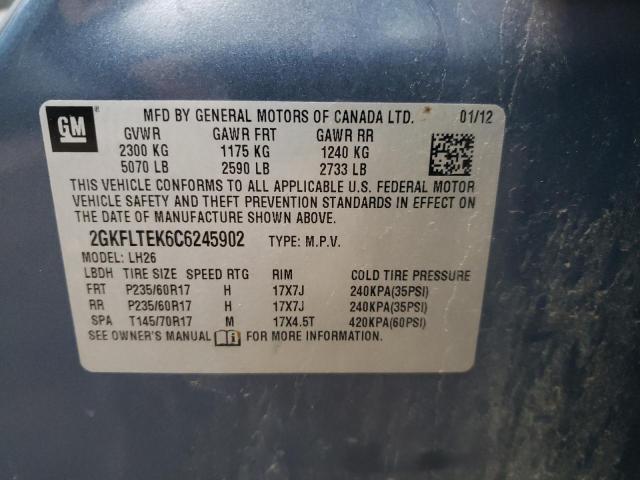 GM
MFD BY GENERAL MOTORS OF CANADA LTD. 01/12
GVWR GAWR FRT GAWR RR
2300 KG 1175 KG 1240 KG
5070 LB 2590 LB 2733 LB
THIS VEHICLE CONFORMS TO ALL APPLICABLE U.S. FEDERAL MOTOR
VEHICLE SAFETY AND THEFT PREVENTION STANDARDS IN EFFECT ON
THE DATE OF MANUFACTURE SHOWN ABOVE.
2GKFLTEK6C6245902 TYPE: M.P.V.
MODEL: LH26
LBDH TIRE SIZE SPEED RTG RIM COLD TIRE PRESSURE
FRT P235/60R17 H 17X7J 240KPA(35PSI)
RR P235/60R17 H 17X7J 240KPA(35PSI)
SPA T145/70R17 M 17X4.5T 420KPA(60PSI)
SEE OWNER'S MANUAL FOR MORE INFORMATION.